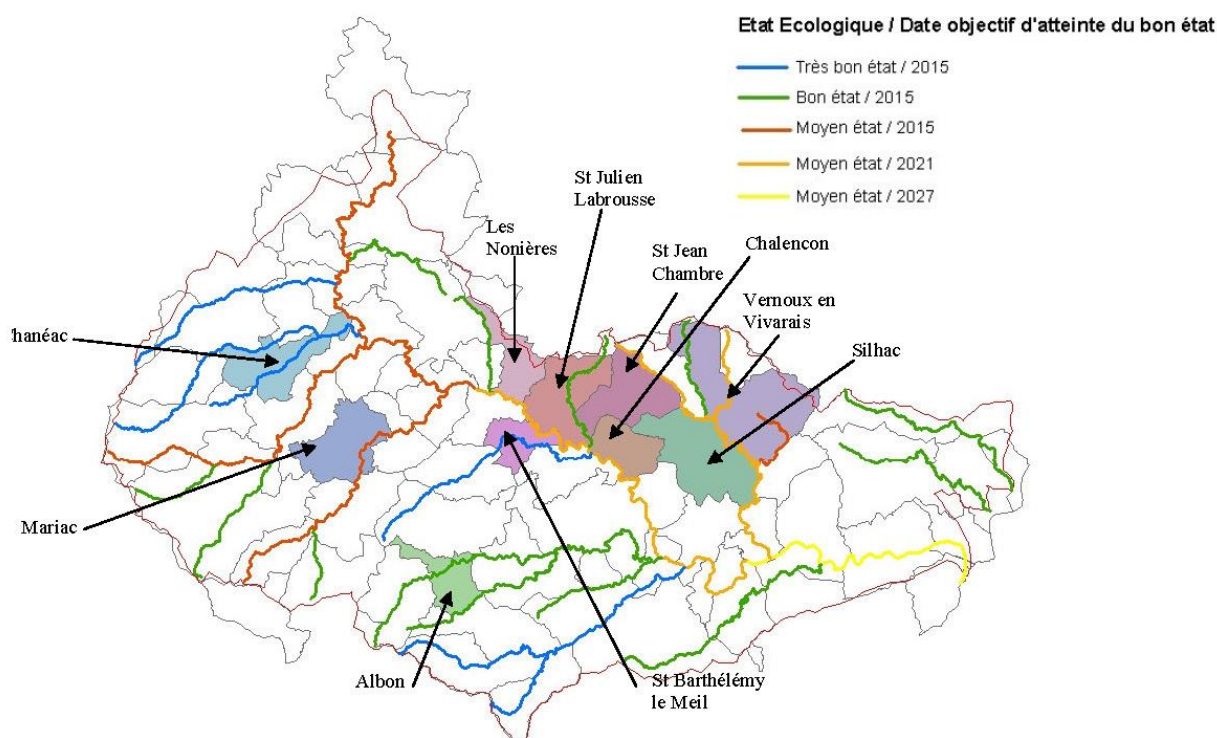 Etat Ecologique / Date objectif d'atteinte du bon état
Très bon état / 2015
Bon état / 2015
Moyen état / 2015
Moyen état / 2021
Moyen état / 2027
St Julien
Labrousse
Les
Nonières
St Jean
Chambre
Chalencon
Vernoux en
Vivarais
Silhac
hanéac
Mariac
Albon
St Barthélémy
le Meil